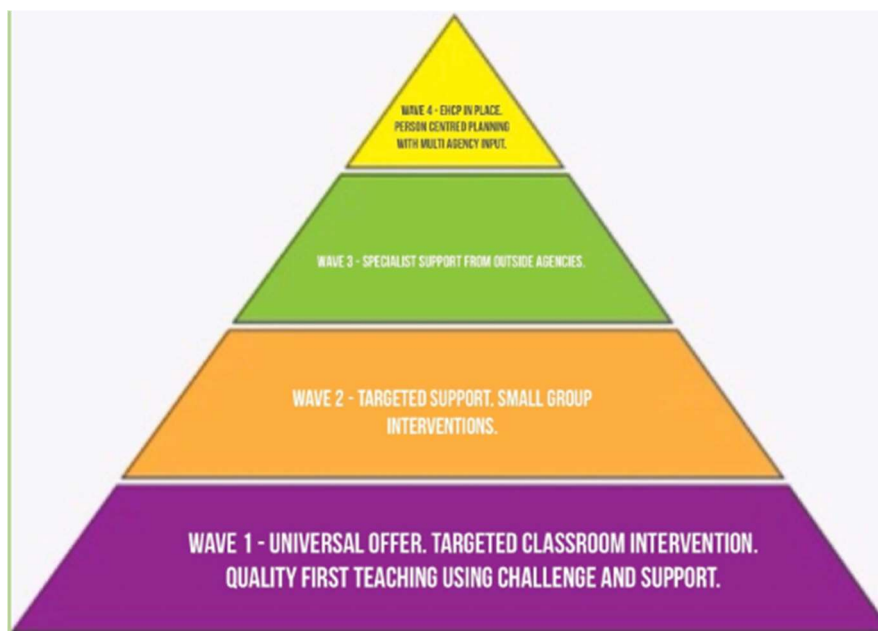 WAVE 4 - EHCP IN PLACE.
PERSON CENTRED PLANNING
WITH MULTI AGENCY INPUT.
WAVE 3 - SPECIALIST SUPPORT FROM OUTSIDE AGENCIES.
WAVE 2 - TARGETED SUPPORT. SMALL GROUP
INTERVENTIONS.
WAVE 1 - UNIVERSAL OFFER. TARGETED CLASSROOM INTERVENTION.
QUALITY FIRST TEACHING USING CHALLENGE AND SUPPORT.